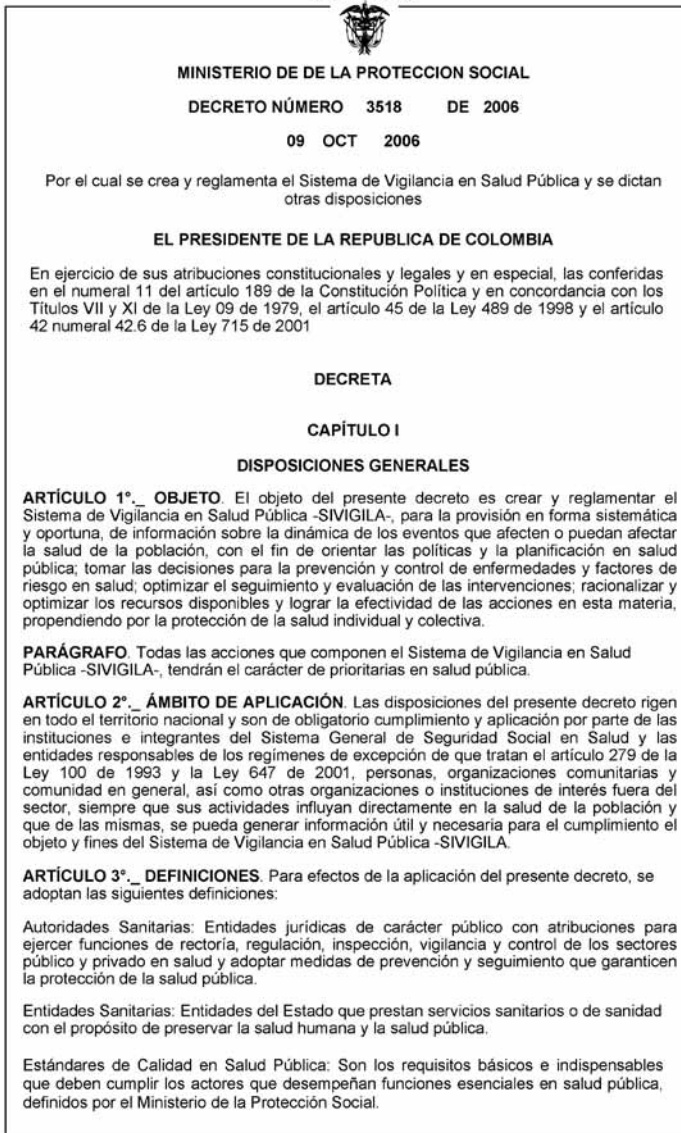 MINISTERIO DE DE LA PROTECCION SOCIAL
DECRETO NÚMERO 3518 DE 2006
09 OCT 2006
Por el cual se crea y reglamenta el Sistema de Vigilancia en Salud Pública y se dictan
otras disposiciones
EL PRESIDENTE DE LA REPUBLICA DE COLOMBIA
En ejercicio de sus atribuciones constitucionales y legales y en especial, las conferidas
en el numeral 11 del artículo 189 de la Constitución Política y en concordancia con los
Títulos VII y XI de la Ley 09 de 1979, el artículo 45 de la Ley 489 de 1998 y el artículo
42 numeral 42.6 de la Ley 715 de 2001
DECRETA
CAPÍTULO I
DISPOSICIONES GENERALES
ARTÍCULO 1°._ OBJETO. El objeto del presente decreto es crear y reglamentar el
Sistema de Vigilancia en Salud Pública -SIVIGILA-, para la provisión en forma sistemática
y oportuna, de información sobre la dinámica de los eventos que afecten o puedan afectar
la salud de la población, con el fin de orientar las políticas y la planificación en salud
pública; tomar las decisiones para la prevención y control de enfermedades y factores de
riesgo en salud; optimizar el seguimiento y evaluación de las intervenciones; racionalizar y
optimizar los recursos disponibles y lograr la efectividad de las acciones en esta materia,
propendiendo por la protección de la salud individual y colectiva.
PARÁGRAFO. Todas las acciones que componen el Sistema de Vigilancia en Salud
Pública -SIVIGILA-, tendrán el carácter de prioritarias en salud pública.
ARTÍCULO 2°._ ÁMBITO DE APLICACIÓN. Las disposiciones del presente decreto rigen
en todo el territorio nacional y son de obligatorio cumplimiento y aplicación por parte de las
instituciones e integrantes del Sistema General de Seguridad Social en Salud y las
entidades responsables de los regímenes de excepción de que tratan el artículo 279 de la
Ley 100 de 1993 y la Ley 647 de 2001, personas, organizaciones comunitarias y
comunidad en general, así como otras organizaciones o instituciones de interés fuera del
sector, siempre que sus actividades influyan directamente en la salud de la población y
que de las mismas, se pueda generar información útil y necesaria para el cumplimiento el
objeto y fines del Sistema de Vigilancia en Salud Pública -SIVIGILA.
ARTÍCULO 3°._ DEFINICIONES. Para efectos de la aplicación del presente decreto, se
adoptan las siguientes definiciones:
Autoridades Sanitarias: Entidades jurídicas de carácter público con atribuciones para
ejercer funciones de rectoría, regulación, inspección, vigilancia y control de los sectores
público y privado en salud y adoptar medidas de prevención y seguimiento que garanticen
la protección de la salud pública.
Entidades Sanitarias: Entidades del Estado que prestan servicios sanitarios o de sanidad
con el propósito de preservar la salud humana y la salud pública.
Estándares de Calidad en Salud Pública: Son los requisitos básicos e indispensables
que deben cumplir los actores que desempeñan funciones esenciales en salud pública,
definidos por el Ministerio de la Protección Social.